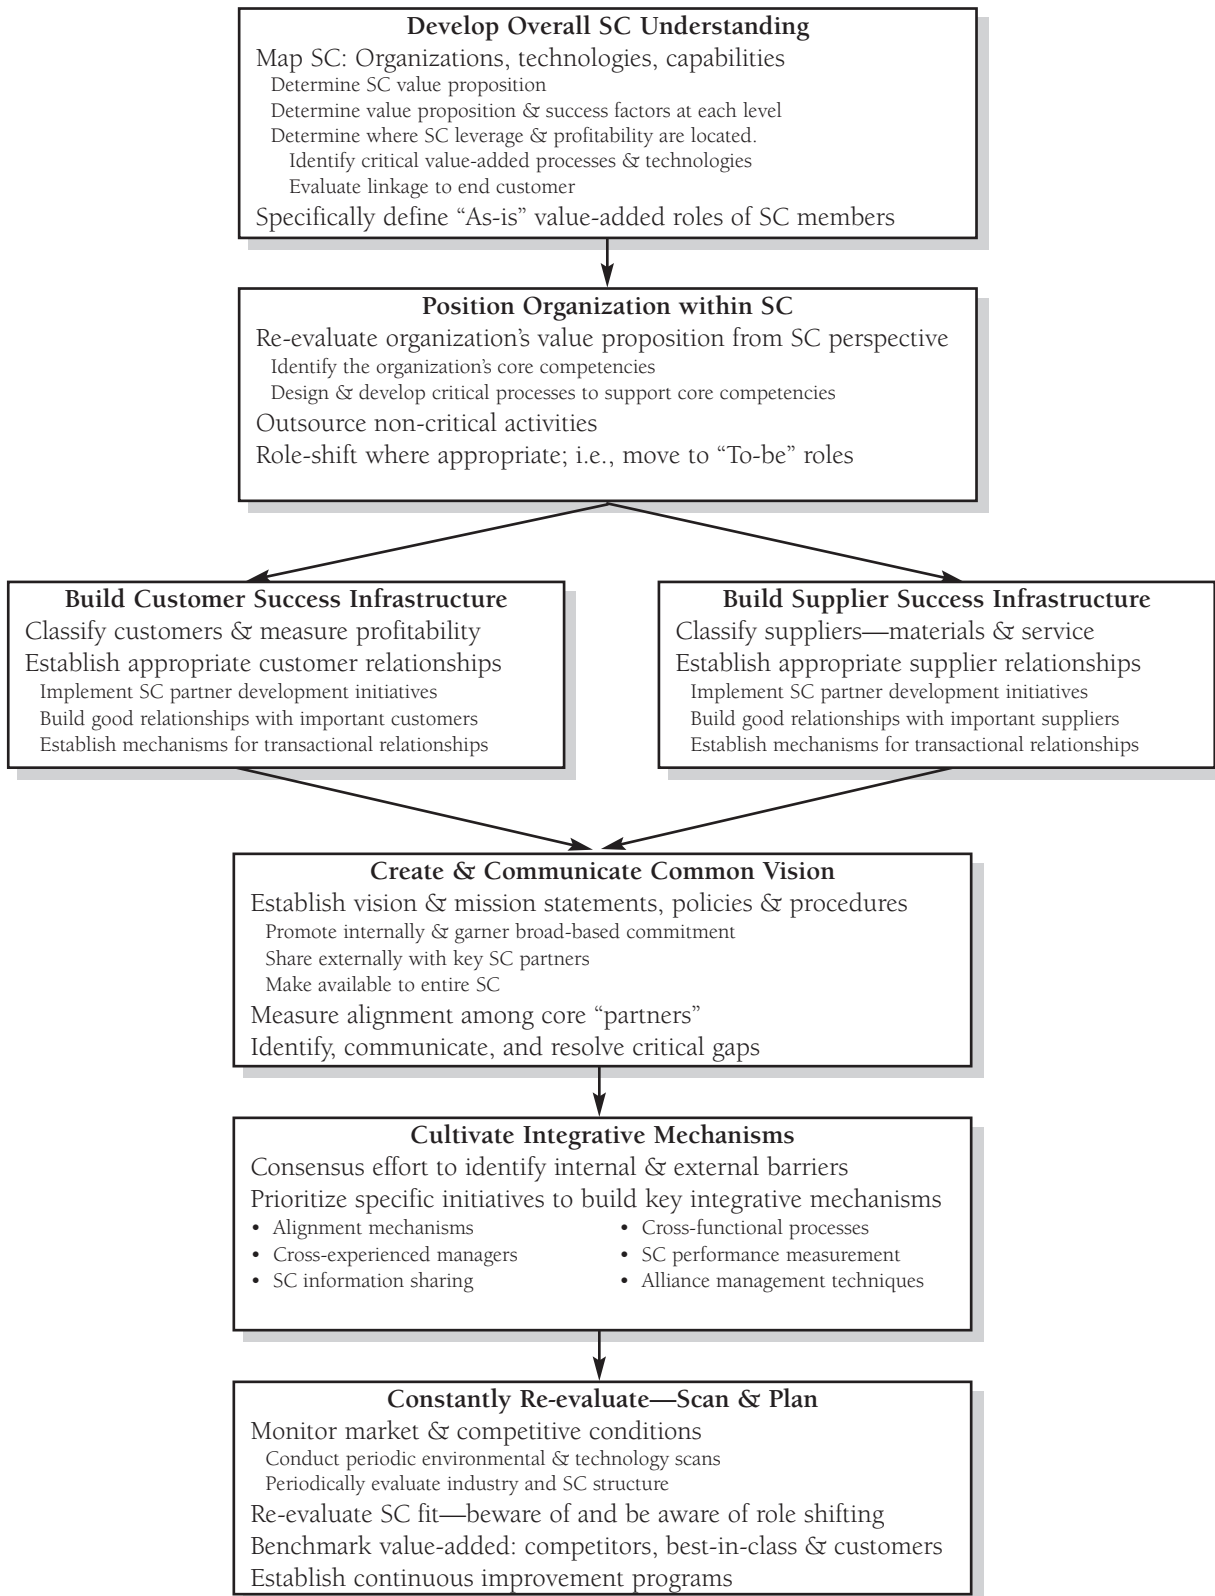 Develop Overall SC Understanding
Map SC: Organizations, technologies, capabilities
Determine SC value proposition
Determine value proposition & success factors at each level
Determine where SC leverage & profitability are located.
Identify critical value-added processes & technologies
Evaluate linkage to end customer
Specifically define “As-is” value-added roles of SC members
Position Organization within SC
Re-evaluate organization’s value proposition from SC perspective
Identify the organization’s core competencies
Design & develop critical processes to support core competencies
Outsource non-critical activities
Role-shift where appropriate; i.e., move to “To-be” roles
Build Customer Success Infrastructure
Classify customers & measure profitability
Establish appropriate customer relationships
Implement SC partner development initiatives
Build good relationships with important customers
Establish mechanisms for transactional relationships
Build Supplier Success Infrastructure
Classify suppliers—materials & service
Establish appropriate supplier relationships
Implement SC partner development initiatives
Build good relationships with important suppliers
Establish mechanisms for transactional relationships
Create & Communicate Common Vision
Establish vision & mission statements, policies & procedures
Promote internally & garner broad-based commitment
Share externally with key SC partners
Make available to entire SC
Measure alignment among core “partners”
Identify, communicate, and resolve critical gaps
Cultivate Integrative Mechanisms
Consensus effort to identify internal & external barriers
Prioritize specific initiatives to build key integrative mechanisms
• Alignment mechanisms
• Cross-experienced managers
• SC information sharing
• Cross-functional processes
• SC performance measurement
• Alliance management techniques
Constantly Re-evaluate—Scan & Plan
Monitor market & competitive conditions
Conduct periodic environmental & technology scans
Periodically evaluate industry and SC structure
Re-evaluate SC fit—beware of and be aware of role shifting
Benchmark value-added: competitors, best-in-class & customers
Establish continuous improvement programs